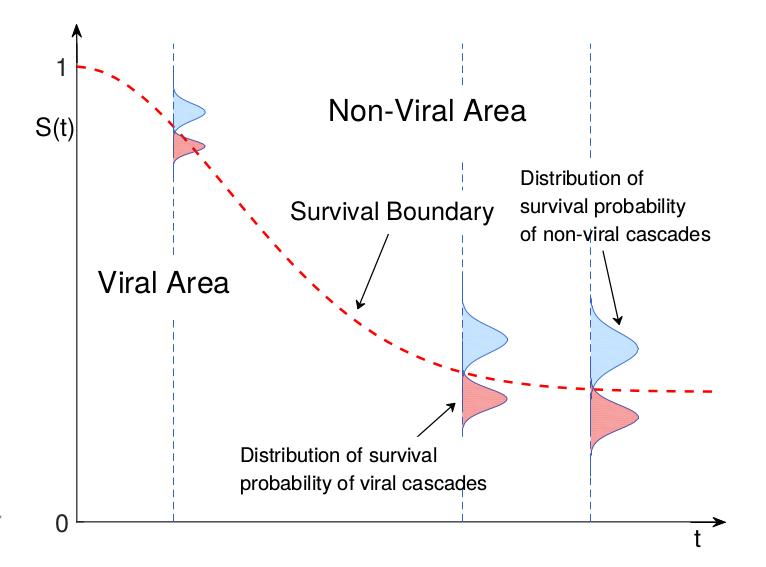 1
S(t)
Non-Viral Area
Distribution of
survival probability
of non-viral cascades
Survival Boundary
Viral Area
Distribution of survival
probability of viral cascades
0
t